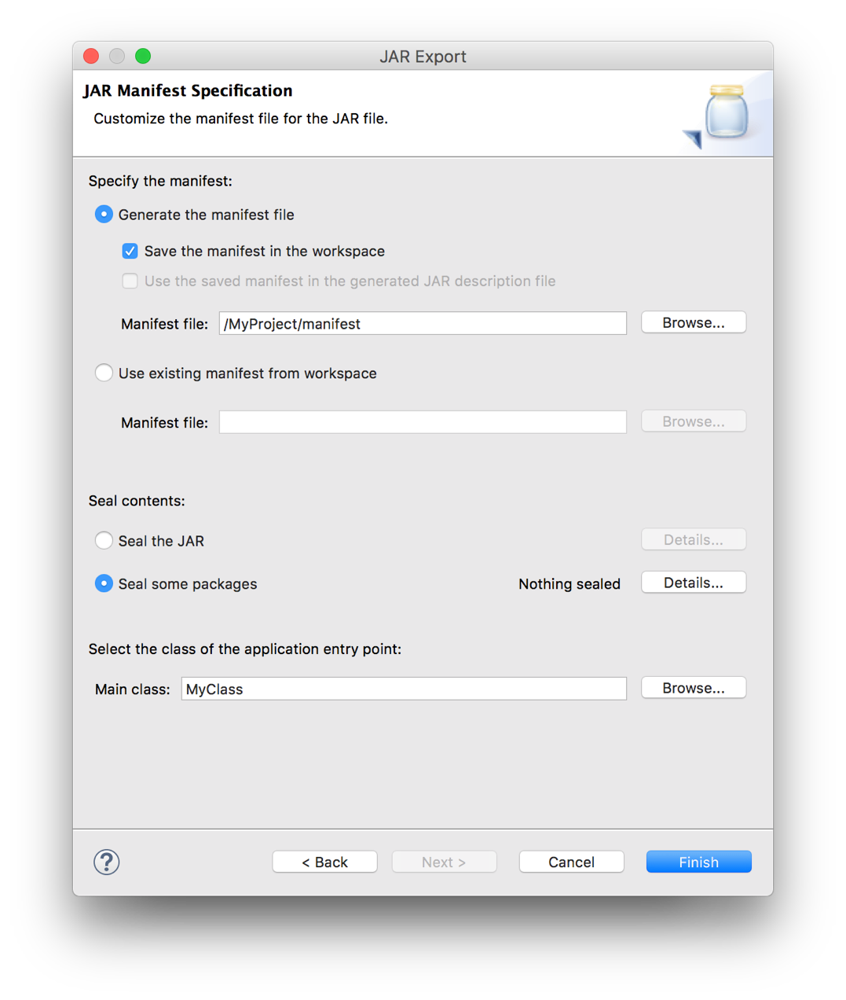 JAR Export
JAR Manifest Specification
Customize the manifest file for the JAR file.
Specify the manifest:
Generate the manifest file
Save the manifest in the workspace
Use the saved manifest in the generated JAR description file
Manifest file: /MyProject/manifest Browse...
Use existing manifest from workspace
Manifest file: Browse...
Seal contents:
Seal the JAR Details...
Seal some packages Nothing sealed Details...
Select the class of the application entry point:
Main class: MyClass Browse...
? < Back Next > Cancel Finish